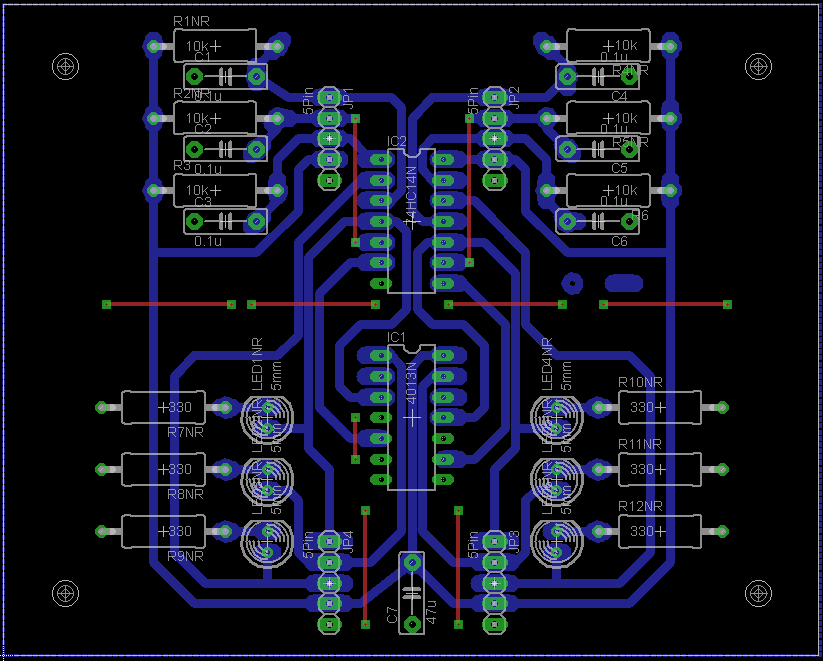 R1NR
10k
C1
0.1u
R2NR
10k
C2
0.1u
R3
10k
C3
0.1u
5Pin
JP1
5Pin
JP2
10k
0.1u
R4NR
C4
10k
0.1u
R5NR
C5
10k
0.1u
R6
C6
IC2
74HC14N
IC1
4013N
LED1NR
5mm
LED4NR
5mm
330
R7NR
330
R8NR
330
R9NR
R10NR
330
R11NR
330
R12NR
330
5Pin
JP4
5Pin
JP3
C7
47u